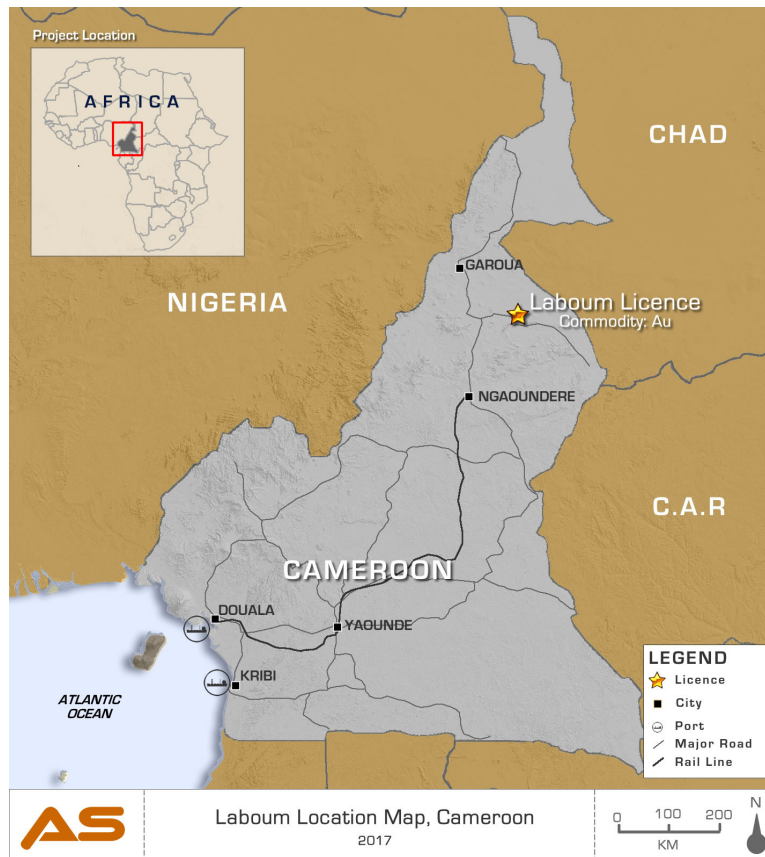 Project Location
AFRICA
CHAD
GAROUA
NIGERIA
Laboum Licence
Commodity: Au
NGAOUNDERE
C.A.R
CAMEROON
DOUALA
YAOUNDE
KRIBI
ATLANTIC
OCEAN
LEGEND
Licence
City
Port
Major Road
Rail Line
AS
Laboum Location Map, Cameroon
2017
0 100 200
KM
N